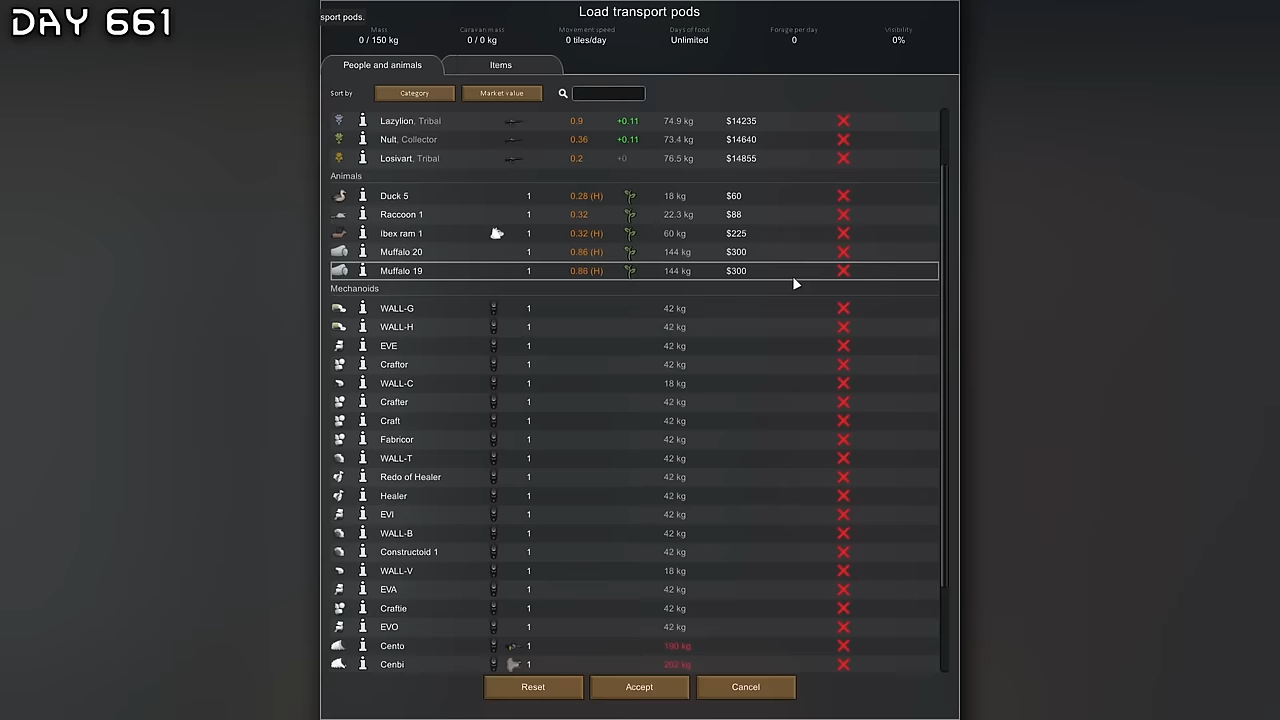 DAY 661
Load transport pods
sport pods.
Mass Caravan mass Movement speed Days of food Forage per day Visibility
0 / 150 kg 0 / 0 kg 0 tiles/day Unlimited 0 0%
People and animals Items
Sort by Category Market value
Lazylion, Tribal 0.9 +0.11 74.9 kg $14235
Nult, Collector 0.36 +0.11 73.4 kg $14640
Losivart, Tribal 0.2 +0 76.5 kg $14855
Animals
Duck 5 1 0.28 (H) 18 kg $60
Raccoon 1 1 0.32 22.3 kg $88
Ibex ram 1 1 0.32 (H) 60 kg $225
Muffalo 20 1 0.86 (H) 144 kg $300
Muffalo 19 1 0.86 (H) 144 kg $300
Mechanoids
WALL-G 1 42 kg
WALL-H 1 42 kg
EVE 1 42 kg
Craftor 1 42 kg
WALL-C 1 18 kg
Crafter 1 42 kg
Craft 1 42 kg
Fabricor 1 42 kg
WALL-T 1 42 kg
Redo of Healer 1 42 kg
Healer 1 42 kg
EVI 1 42 kg
WALL-B 1 42 kg
Constructoid 1 1 42 kg
WALL-V 1 18 kg
EVA 1 42 kg
Craftie 1 42 kg
EVO 1 42 kg
Cento 1 190 kg
Cenbi 1 202 kg
Reset Accept Cancel